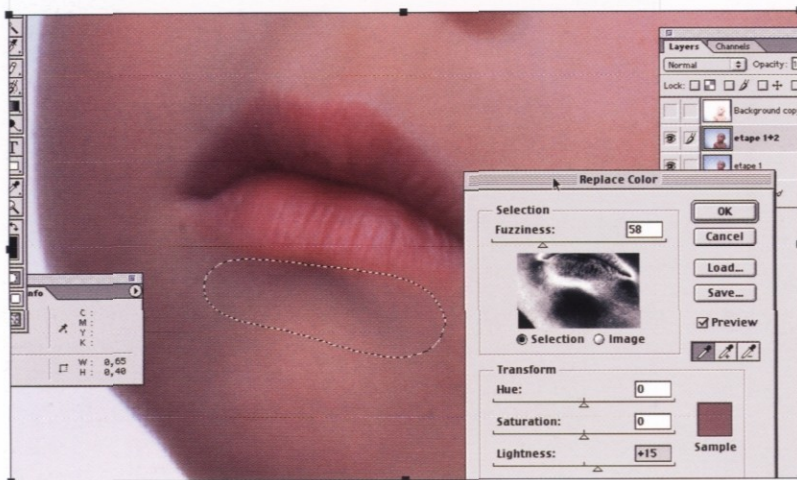 Layers
Channels
Normal
Opacity:
Lock:
Background cop
etape 1+2
etape 1
Replace Color
Selection
Fuzziness:
58
OK
Cancel
Load...
Save...
Preview
Selection
Image
Transform
Hue:
0
Saturation:
0
Lightness:
+15
Sample
nfo
C :
M :
Y :
K :
W : 0,65
H : 0,40
T